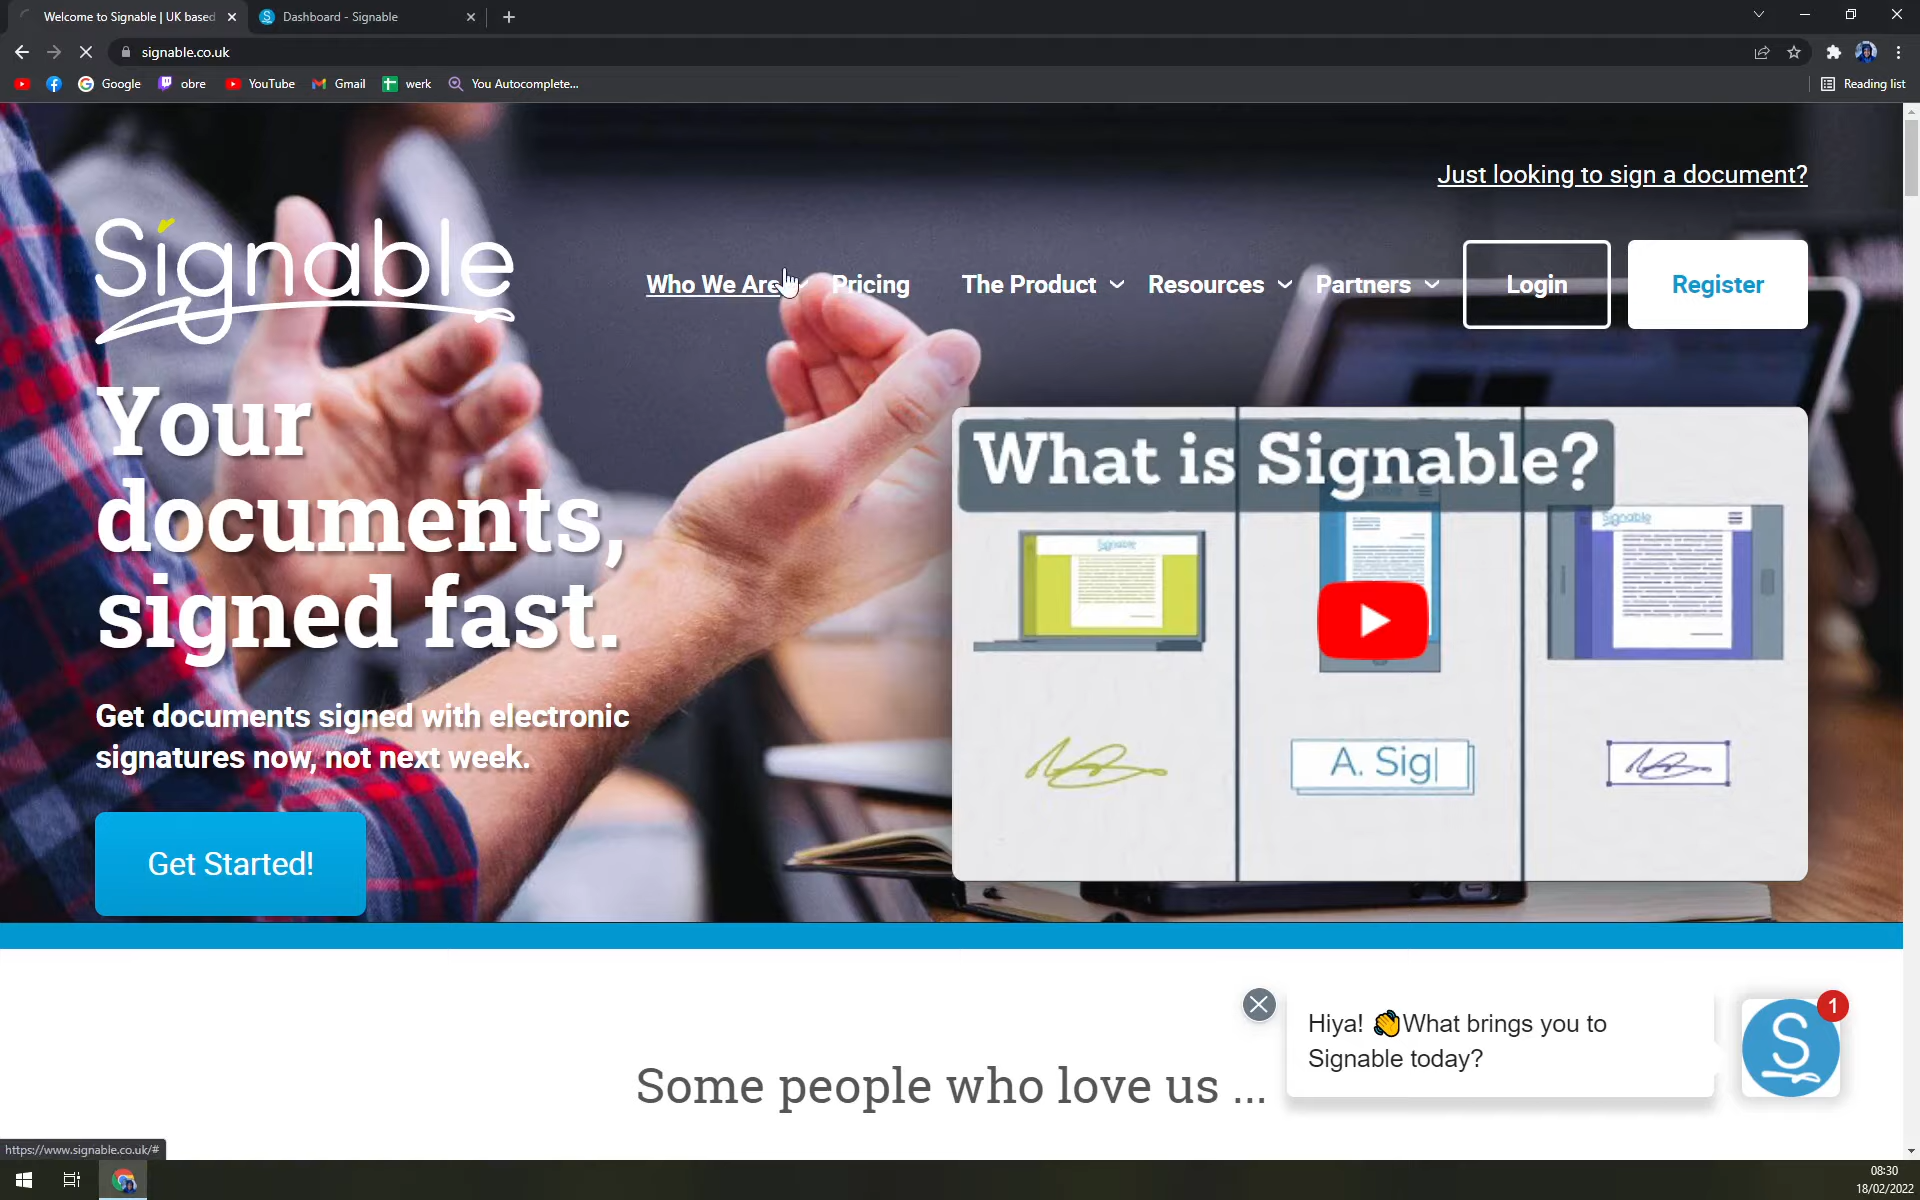 Welcome to Signable | UK based
Dashboard - Signable
signable.co.uk
Google
obre
YouTube
Gmail
werk
You Autocomplete...
Reading list
Just looking to sign a document?
Signable
Who We Are
Pricing
The Product
Resources
Partners
Login
Register
Your
documents,
signed fast.
Get documents signed with electronic
signatures now, not next week.
Get Started!
What is Signable?
Signable
Signable
A. Sig
Hiya! 👋What brings you to
Signable today?
1
Some people who love us ...
https://www.signable.co.uk/#
08:30
18/02/2022